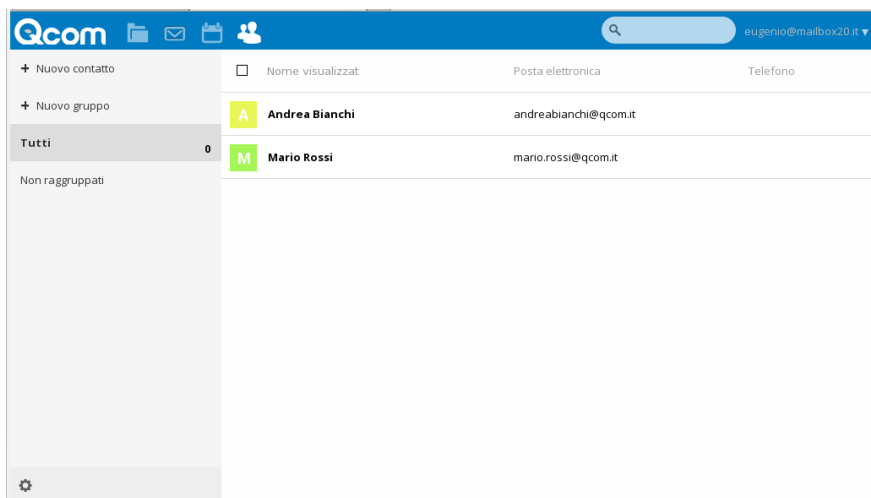 Qcom
eugenio@mailbox20.it ▼
+ Nuovo contatto
+ Nuovo gruppo
Tutti 0
Non raggruppati
Nome visualizzat Posta elettronica Telefono
A Andrea Bianchi andreabianchi@qcom.it
M Mario Rossi mario.rossi@qcom.it